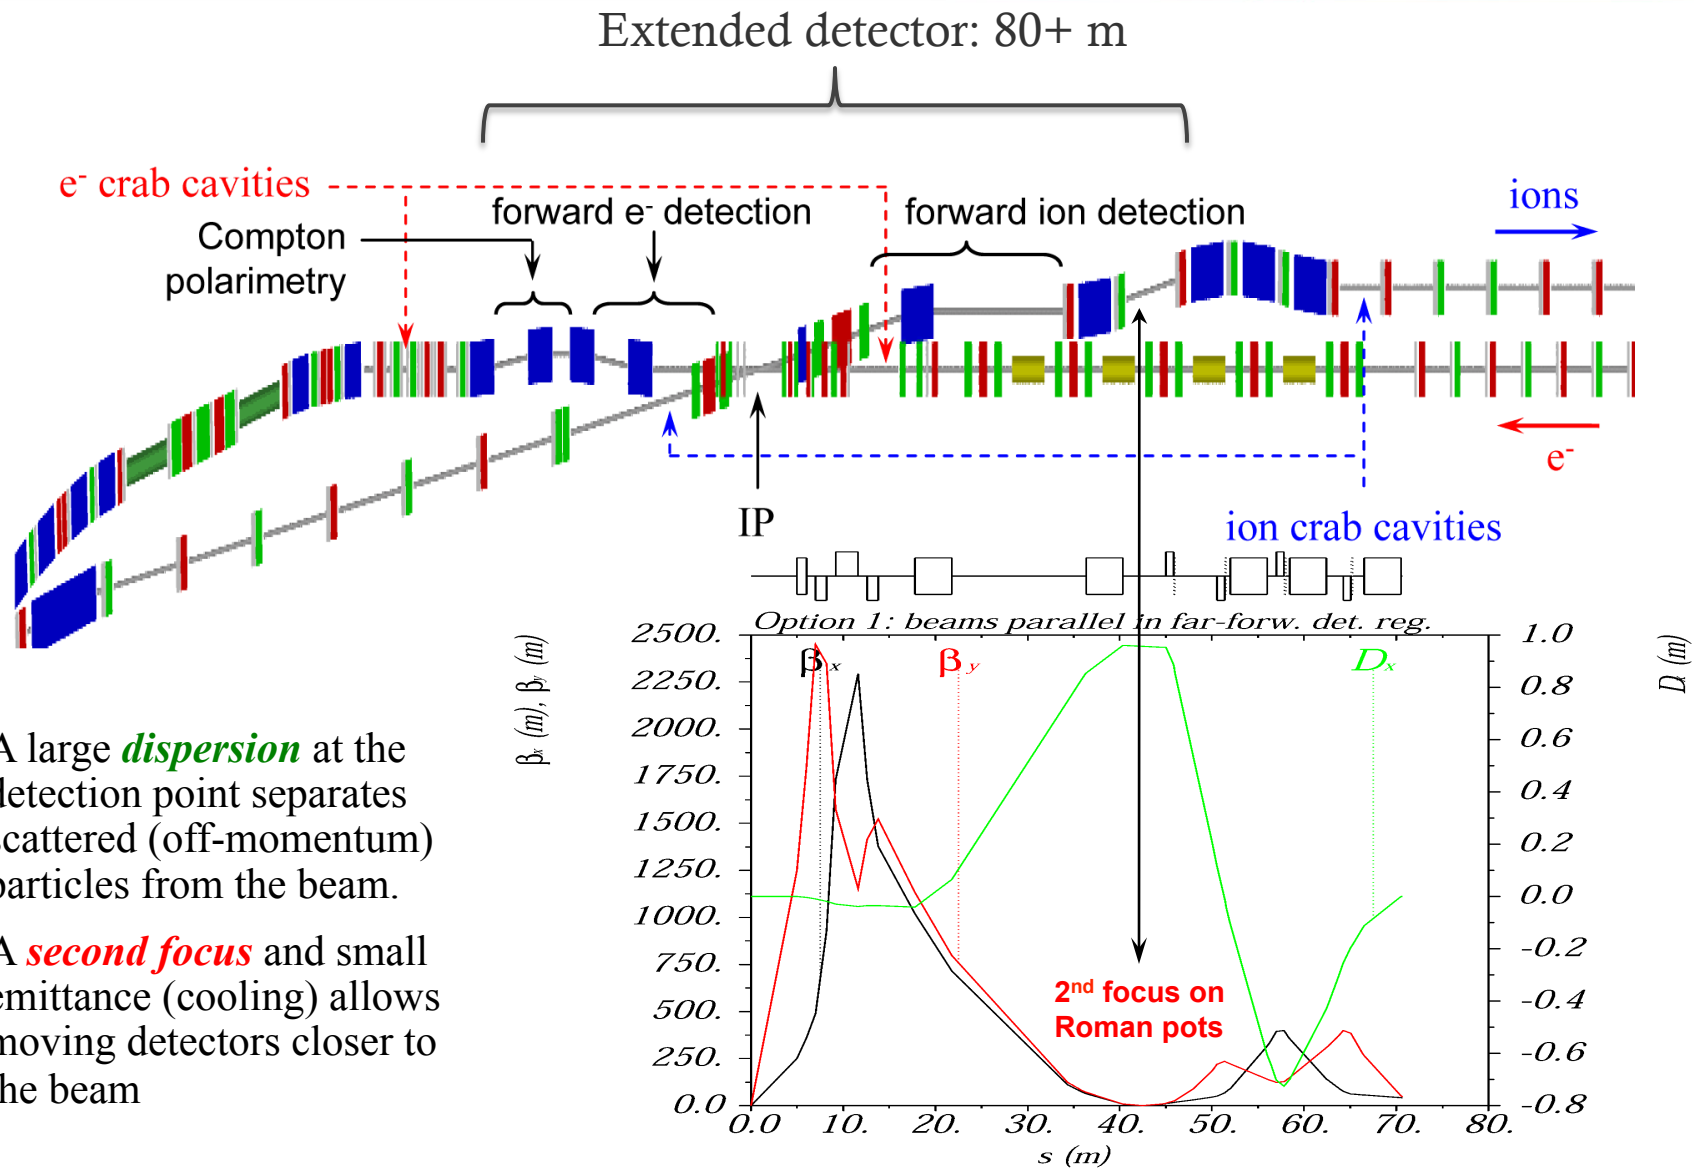 Extended detector: 80+ m
e- crab cavities
forward e- detection
forward ion detection
ions
Compton
polarimetry
e-
IP
ion crab cavities
Option 1: beams parallel in far-forw. det. reg.
βx (m), βy (m)
2500.
2250.
2000.
1750.
1500.
1250.
1000.
750.
500.
250.
0.0
βx
βy
Dx
1.0
0.8
0.6
0.4
0.2
0.0
-0.2
-0.4
-0.6
-0.8
Dx (m)
2nd focus on
Roman pots
0.0 10. 20. 30. 40. 50. 60. 70. 80.
s (m)
A large dispersion at the
detection point separates
scattered (off-momentum)
particles from the beam.
A second focus and small
emittance (cooling) allows
moving detectors closer to
the beam